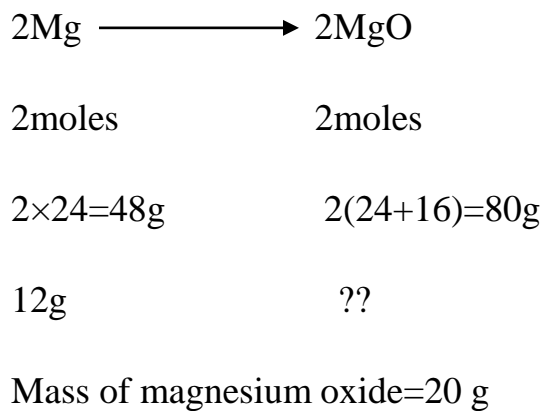 2Mg ⟶ 2MgO
2moles 2moles
2×24=48g 2(24+16)=80g
12g ??
Mass of magnesium oxide=20 g